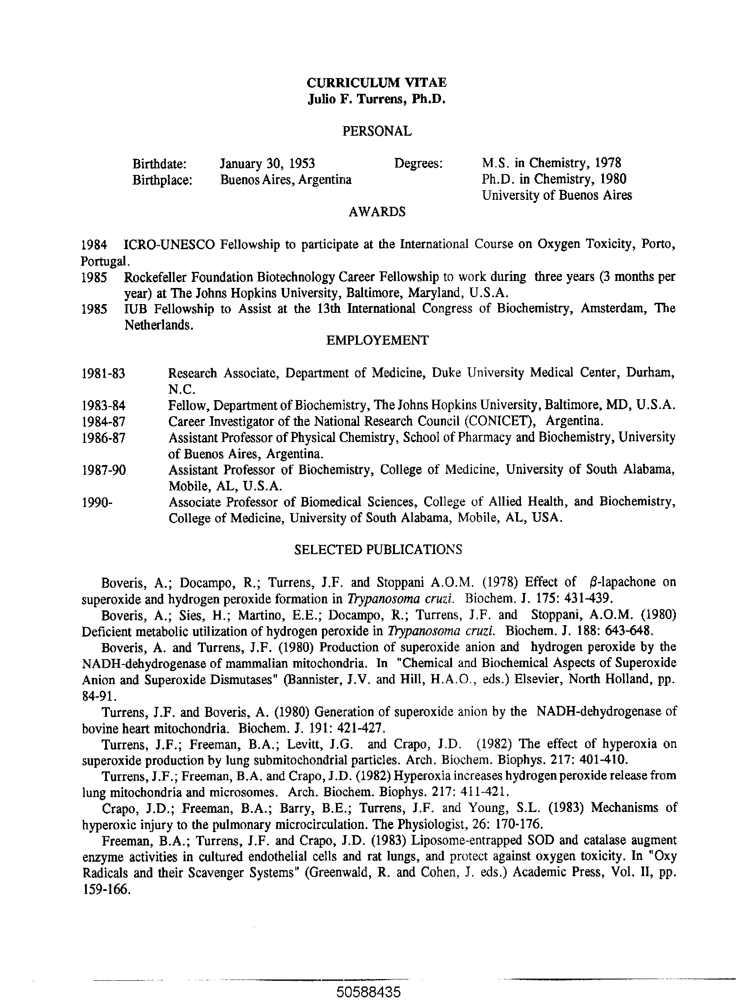 CURRICULUM VITAE
Julio F. Turrens, Ph.D.
PERSONAL
Birthdate: January 30, 1953 Degrees: M.S. in Chemistry, 1978
Birthplace: Buenos Aires, Argentina Ph.D. in Chemistry, 1980
University of Buenos Aires
AWARDS
1984 ICRO-UNESCO Fellowship to participate at the International Course on Oxygen Toxicity, Porto,
Portugal.
1985 Rockefeller Foundation Biotechnology Career Fellowship to work during three years (3 months per
year) at The Johns Hopkins University, Baltimore, Maryland, U.S.A.
1985 IUB Fellowship to Assist at the 13th International Congress of Biochemistry, Amsterdam, The
Netherlands.
EMPLOYEMENT
1981-83 Research Associate, Department of Medicine, Duke University Medical Center, Durham,
N.C.
1983-84 Fellow, Department of Biochemistry, The Johns Hopkins University, Baltimore, MD, U.S.A.
1984-87 Career Investigator of the National Research Council (CONICET), Argentina.
1986-87 Assistant Professor of Physical Chemistry, School of Pharmacy and Biochemistry, University
of Buenos Aires, Argentina.
1987-90 Assistant Professor of Biochemistry, College of Medicine, University of South Alabama,
Mobile, AL, U.S.A.
1990- Associate Professor of Biomedical Sciences, College of Allied Health, and Biochemistry,
College of Medicine, University of South Alabama, Mobile, AL, USA.
SELECTED PUBLICATIONS
Boveris, A.; Docampo, R.; Turrens, J.F. and Stoppani A.O.M. (1978) Effect of β-lapachone on
superoxide and hydrogen peroxide formation in Trypanosoma cruzi. Biochem. J. 175: 431-439.
Boveris, A.; Sies, H.; Martino, E.E.; Docampo, R.; Turrens, J.F. and Stoppani, A.O.M. (1980)
Deficient metabolic utilization of hydrogen peroxide in Trypanosoma cruzi. Biochem. J. 188: 643-648.
Boveris, A. and Turrens, J.F. (1980) Production of superoxide anion and hydrogen peroxide by the
NADH-dehydrogenase of mammalian mitochondria. In "Chemical and Biochemical Aspects of Superoxide
Anion and Superoxide Dismutases" (Bannister, J.V. and Hill, H.A.O., eds.) Elsevier, North Holland, pp.
84-91.
Turrens, J.F. and Boveris, A. (1980) Generation of superoxide anion by the NADH-dehydrogenase of
bovine heart mitochondria. Biochem. J. 191: 421-427.
Turrens, J.F.; Freeman, B.A.; Levitt, J.G. and Crapo, J.D. (1982) The effect of hyperoxia on
superoxide production by lung submitochondrial particles. Arch. Biochem. Biophys. 217: 401-410.
Turrens, J.F.; Freeman, B.A. and Crapo, J.D. (1982) Hyperoxia increases hydrogen peroxide release from
lung mitochondria and microsomes. Arch. Biochem. Biophys. 217: 411-421.
Crapo, J.D.; Freeman, B.A.; Barry, B.E.; Turrens, J.F. and Young, S.L. (1983) Mechanisms of
hyperoxic injury to the pulmonary microcirculation. The Physiologist, 26: 170-176.
Freeman, B.A.; Turrens, J.F. and Crapo, J.D. (1983) Liposome-entrapped SOD and catalase augment
enzyme activities in cultured endothelial cells and rat lungs, and protect against oxygen toxicity. In "Oxy
Radicals and their Scavenger Systems" (Greenwald, R. and Cohen, J. eds.) Academic Press, Vol. II, pp.
159-166.
50588435